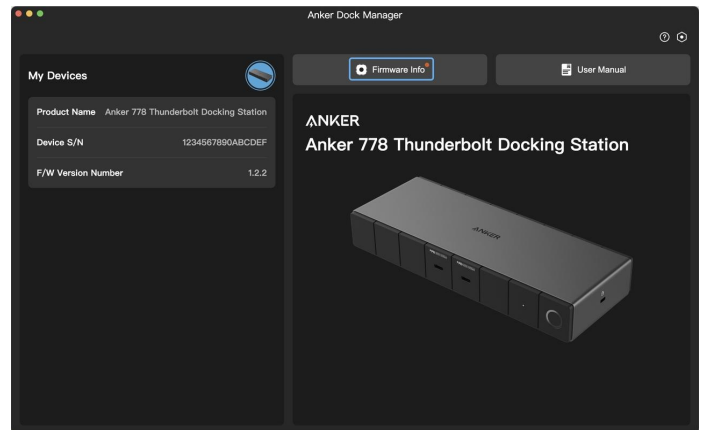 Anker Dock Manager
My Devices
Product Name Anker 778 Thunderbolt Docking Station
Device S/N 1234567890ABCDEF
F/W Version Number 1.2.2
Firmware Info
User Manual
ANKER
Anker 778 Thunderbolt Docking Station
ANKER